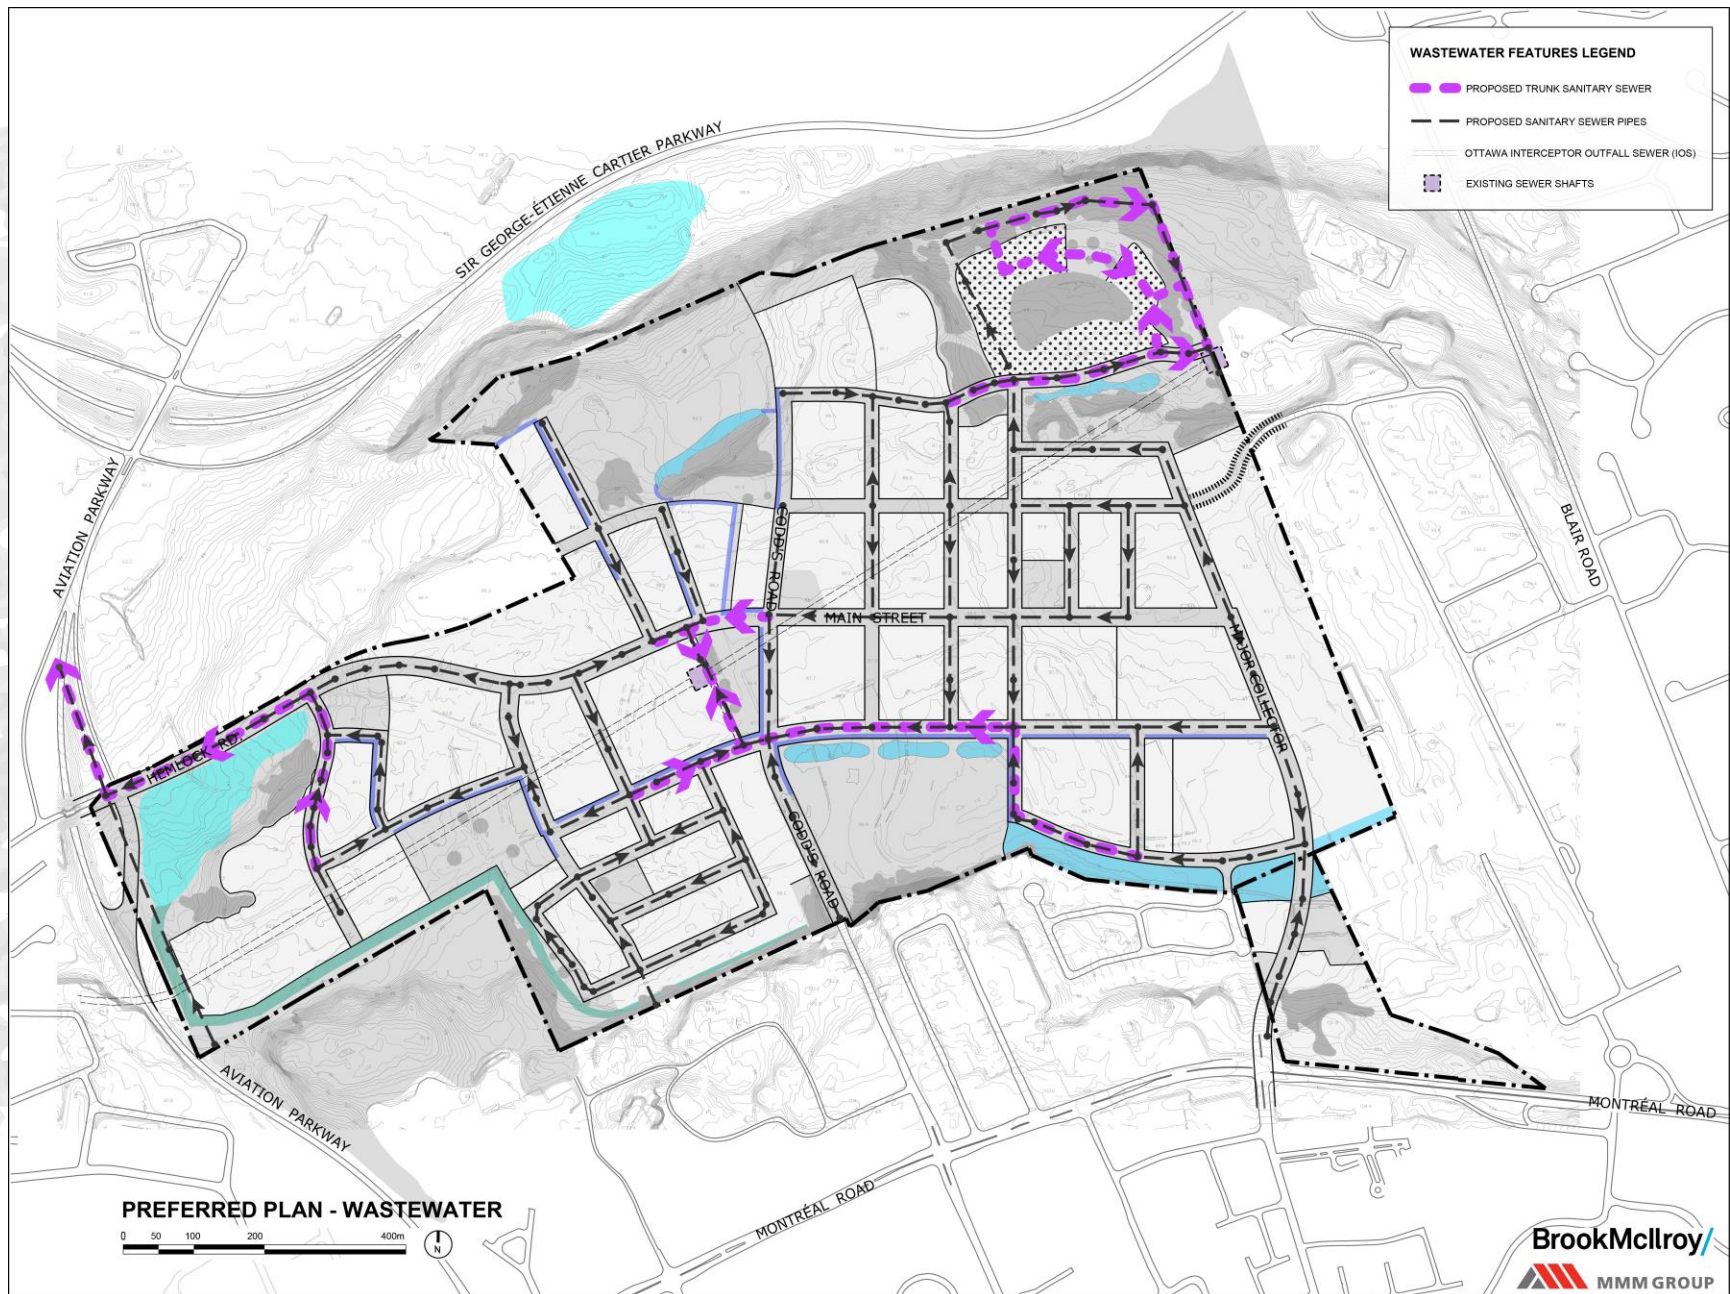 WASTEWATER FEATURES LEGEND
PROPOSED TRUNK SANITARY SEWER
PROPOSED SANITARY SEWER PIPES
OTTAWA INTERCEPTOR OUTFALL SEWER (IOS)
EXISTING SEWER SHAFTS
SIR GEORGE-ÉTIENNE CARTIER PARKWAY
AVIATION PARKWAY
BLAIR ROAD
CODD'S ROAD
MAIN STREET
MAJOR COLLECTOR
HEMLOCK RD.
CODD'S ROAD
AVIATION PARKWAY
MONTRÉAL ROAD
MONTRÉAL ROAD
PREFERRED PLAN - WASTEWATER
0 50 100 200 400m
N
BrookMcIlroy/
MMM GROUP